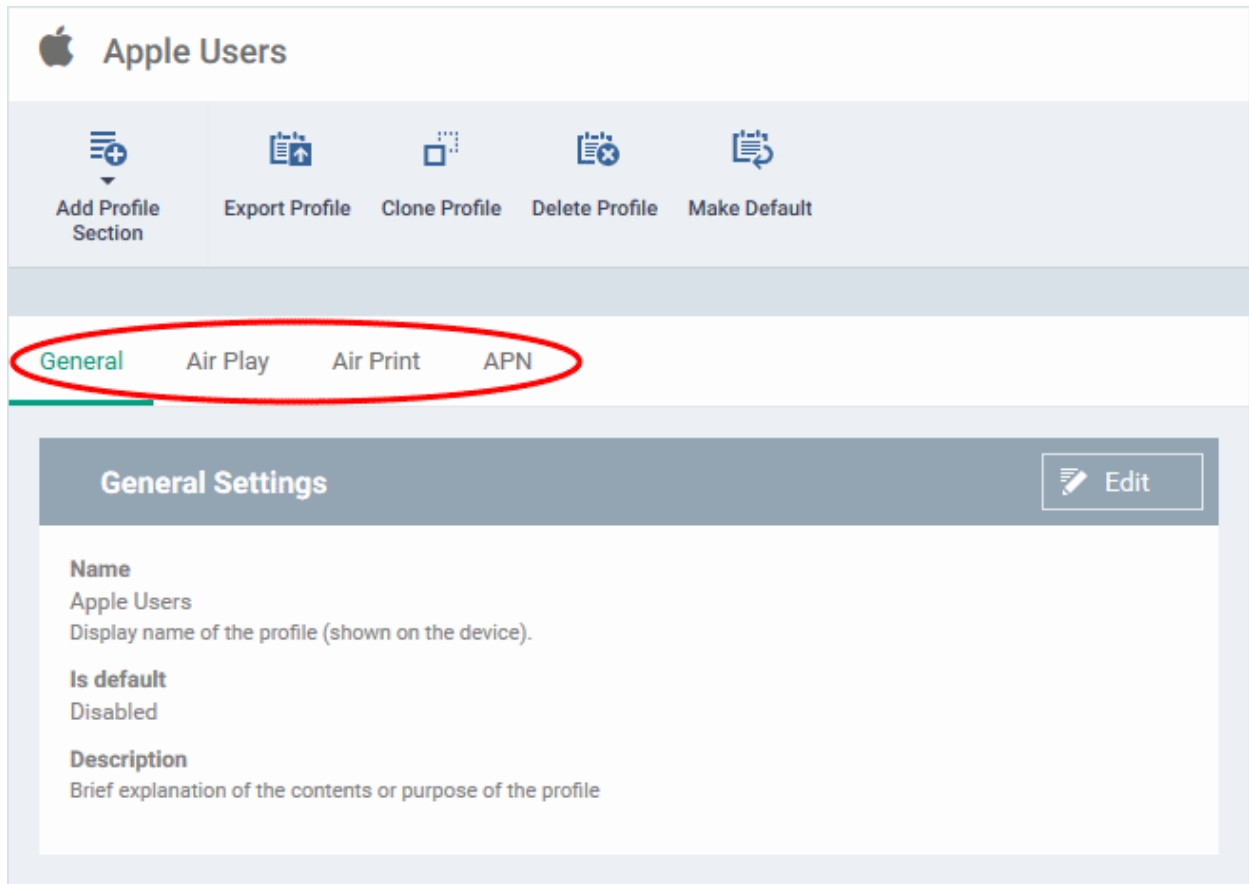 Apple Users
Add Profile
Section
Export Profile
Clone Profile
Delete Profile
Make Default
General
Air Play
Air Print
APN
General Settings
Edit
Name
Apple Users
Display name of the profile (shown on the device).
Is default
Disabled
Description
Brief explanation of the contents or purpose of the profile